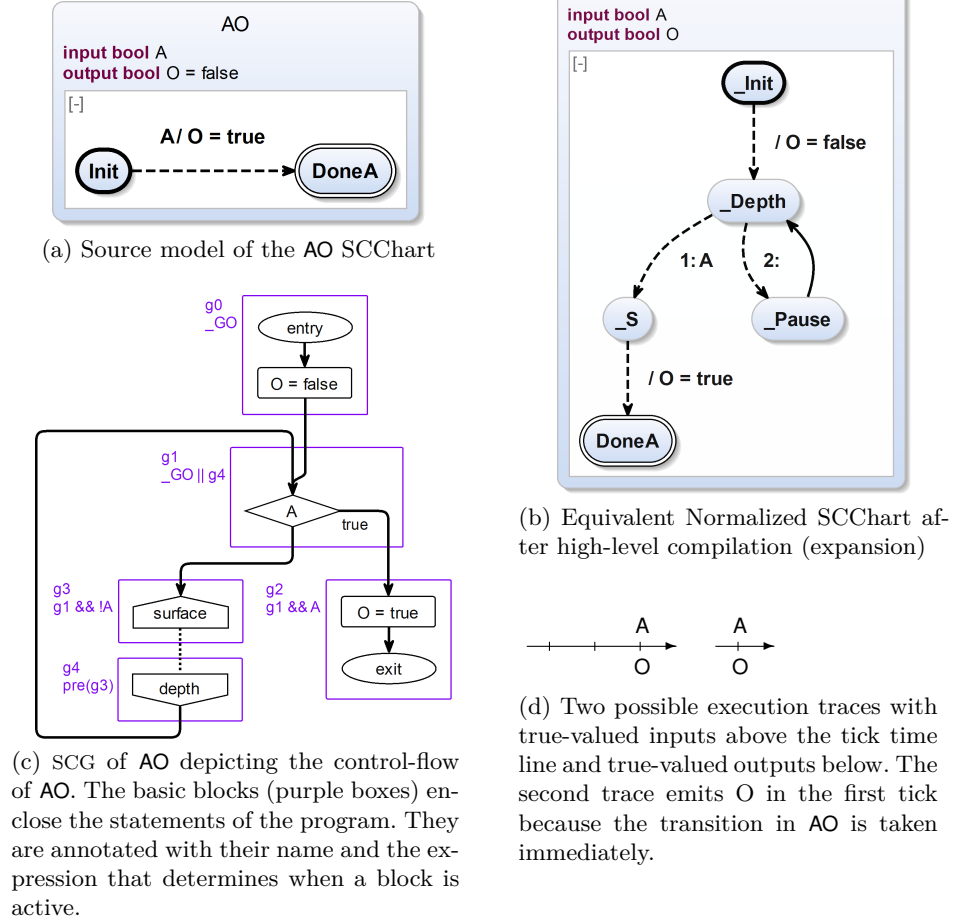 AO
input bool A
output bool O = false
[-]
A/ O = true
Init
DoneA
(a) Source model of the AO SCChart
g0
_GO
entry
O = false
g1
_GO || g4
A
true
g3
g1 && !A
surface
g2
g1 && A
O = true
exit
g4
pre(g3)
depth
(c) SCG of AO depicting the control-flow
of AO. The basic blocks (purple boxes) en-
close the statements of the program. They
are annotated with their name and the ex-
pression that determines when a block is
active.
input bool A
output bool O
[-]
_Init
/ O = false
_Depth
1: A
2:
_S
_Pause
/ O = true
DoneA
(b) Equivalent Normalized SCChart af-
ter high-level compilation (expansion)
A
A
O
O
(d) Two possible execution traces with
true-valued inputs above the tick time
line and true-valued outputs below. The
second trace emits O in the first tick
because the transition in AO is taken
immediately.